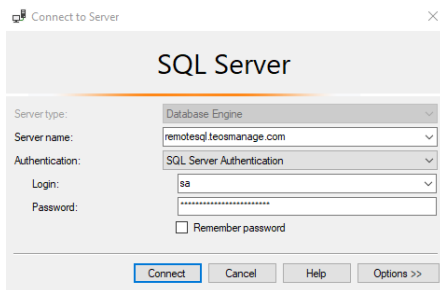 Connect to Server
SQL Server
Server type: Database Engine
Server name: remotesql.teosmanage.com
Authentication: SQL Server Authentication
Login: sa
Password: ************************
Remember password
Connect Cancel Help Options >>